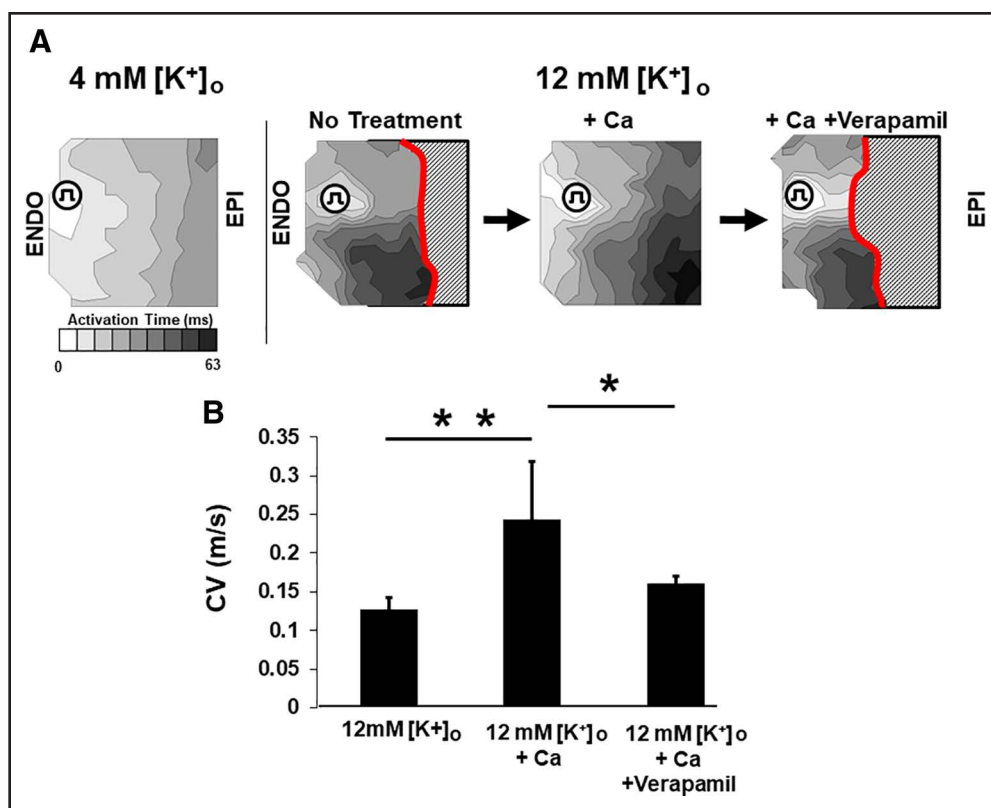 A
4 mM [K⁺]ₒ
12 mM [K⁺]ₒ
No Treatment
+ Ca
+ Ca +Verapamil
ENDO
EPI
ENDO
EPI
Activation Time (ms)
0
63
B
* *
*
CV (m/s)
0.35
0.3
0.25
0.2
0.15
0.1
0.05
0
12mM [K+]ₒ
12 mM [K⁺]ₒ
+ Ca
12 mM [K⁺]ₒ
+ Ca
+Verapamil